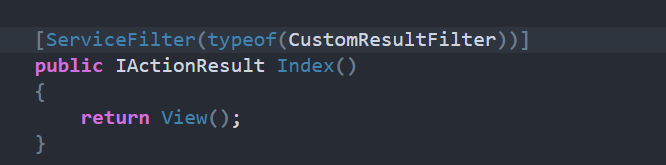 [ServiceFilter(typeof(CustomResultFilter))]
public IActionResult Index()
{
    return View();
}